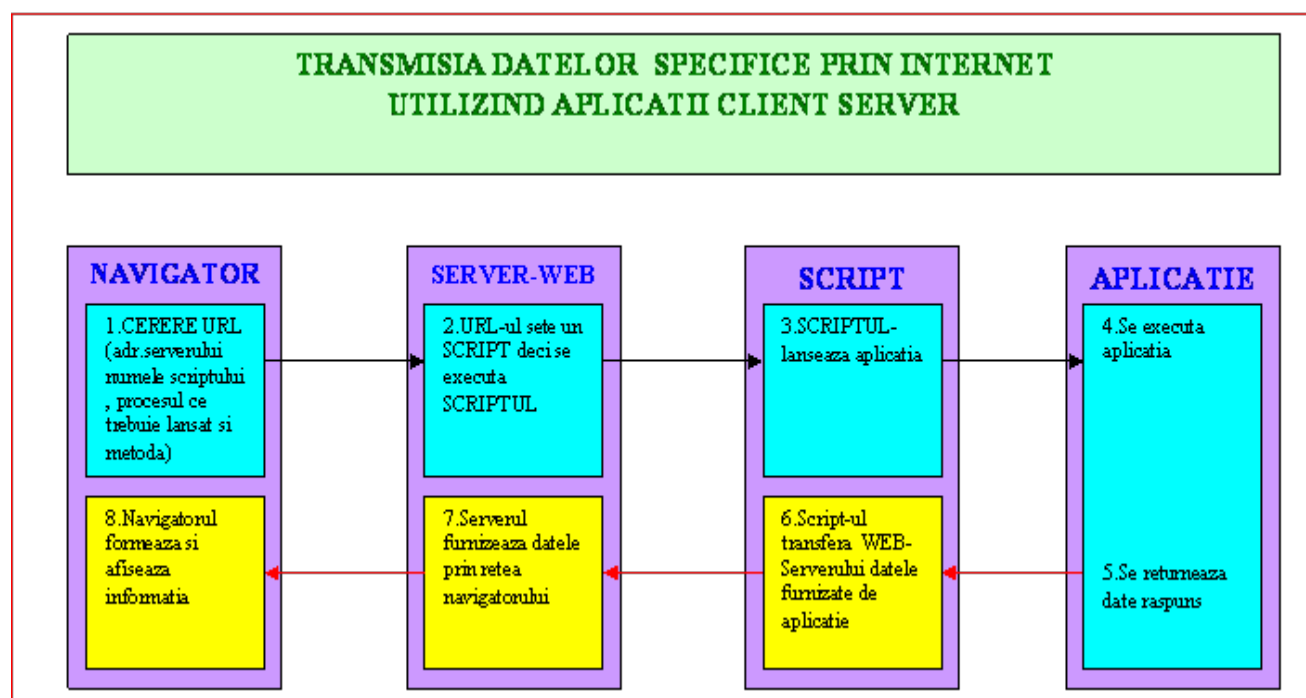 TRANSMISIA DATELOR SPECIFICE PRIN INTERNET
UTILIZIND APLICATII CLIENT SERVER
NAVIGATOR
1.CERERE URL
(adr.serverului
numele scriptului
, procesul ce
trebuie lansat si
metoda)
SERVER-WEB
2.URL-ul sete un
SCRIPT deci se
executa
SCRIPTUL
SCRIPT
3.SCRIPTUL-
lanseaza aplicatia
APLICATIE
4.Se executa
aplicatia
5.Se returneaza
date raspuns
6.Script-ul
transfera WEB-
Serverului datele
furnizate de
aplicatie
7.Serverul
furnizeaza datele
prin retea
navigatorului
8.Navigatorul
formeaza si
afiseaza
informatia